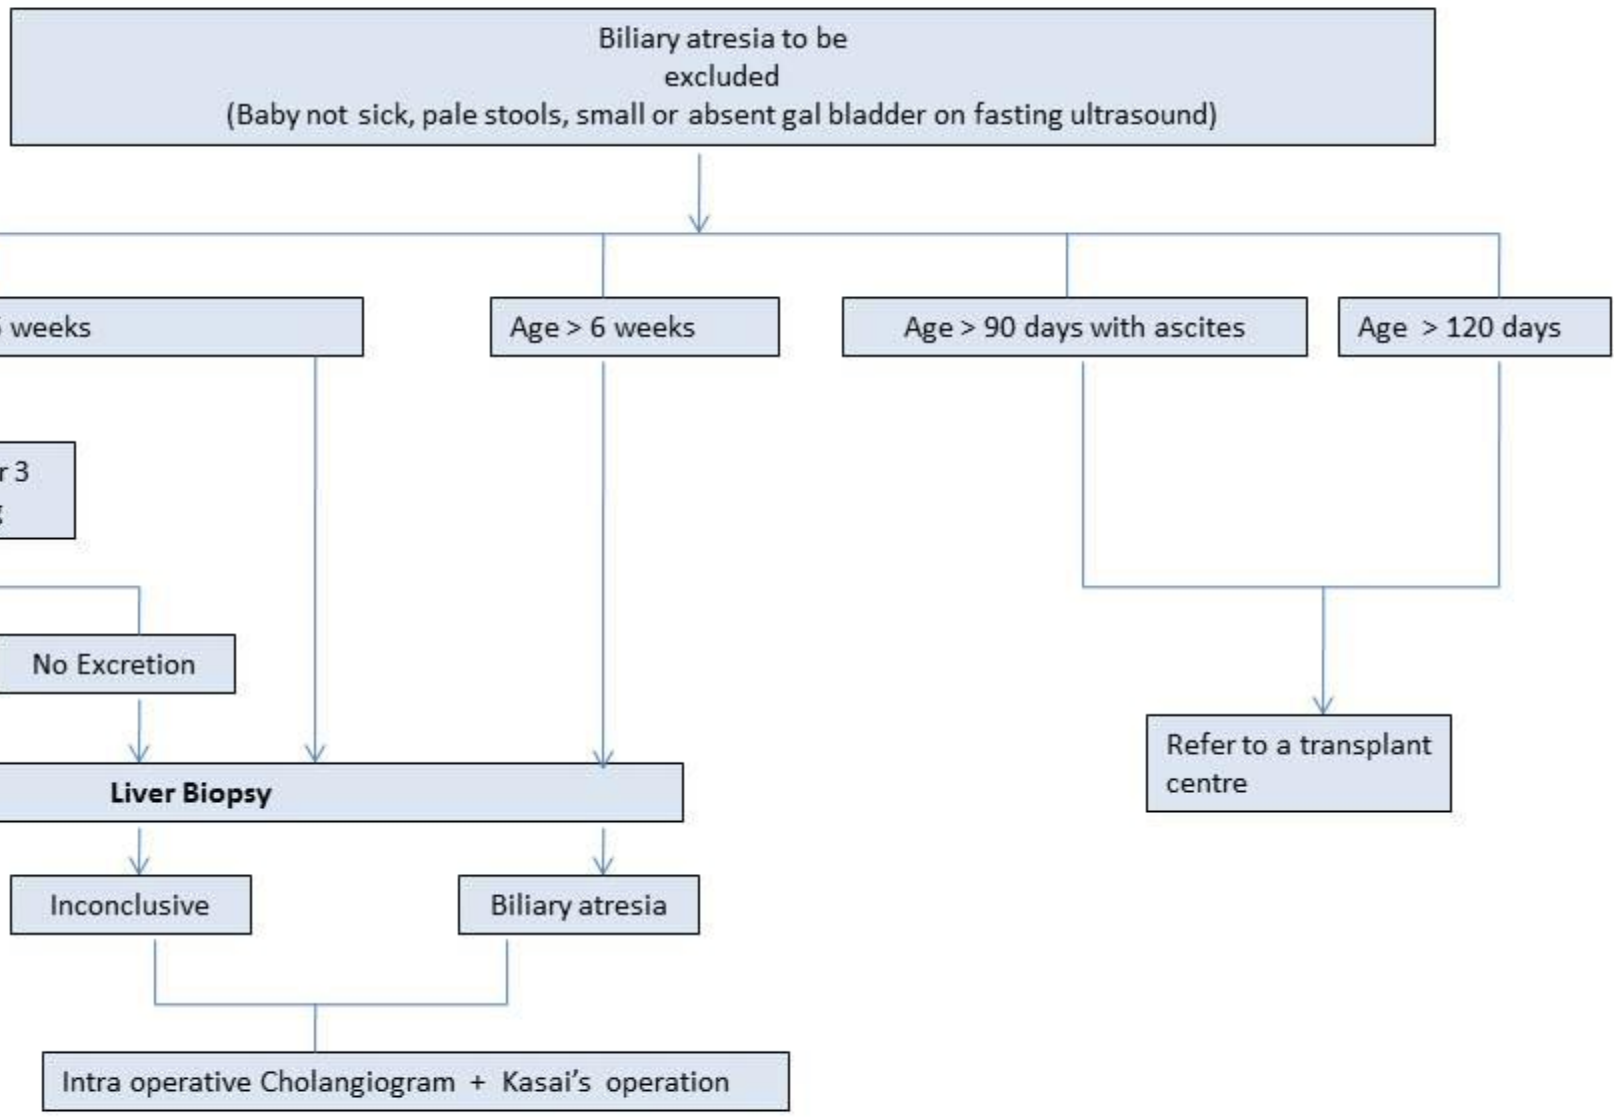 Biliary atresia to be
excluded
(Baby not sick, pale stools, small or absent gal bladder on fasting ultrasound)
weeks
Age > 6 weeks
Age > 90 days with ascites
Age > 120 days
3
No Excretion
Refer to a transplant
centre
Liver Biopsy
Inconclusive
Biliary atresia
Intra operative Cholangiogram + Kasai's operation